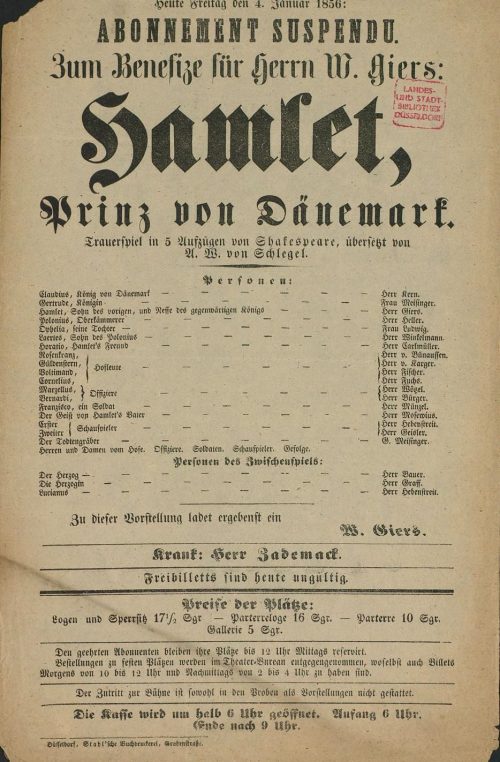 Heute Freitag den 4. Januar 1856:
ABONNEMENT SUSPENDU.
Zum Benefize für Herrn W. Giers:
LANDES-
UND STADT-
BIBLIOTHEK
DÜSSELDORF
Hamlet,
Prinz von Dänemark.
Trauerspiel in 5 Aufzügen von Shakespeare, übersetzt von
A. W. von Schlegel.
Personen:
Claudius, König von Dänemark — Herr Kern.
Gertrude, Königin — Frau Meisinger.
Hamlet, Sohn des vorigen, und Neffe des gegenwärtigen Königs — Herr Giers.
Polonius, Oberkämmerer — Herr Heller.
Ophelia, seine Tochter — Frau Ludwig.
Laertes, Sohn des Polonius — Herr Winkelmann.
Horatio, Hamlet's Freund — Herr Carlmüller.
Rosenkranz, Herr v. Bänaussen.
Güldenstern, Herr v. Karger.
Hofleute
Voltimand, Herr Fischer.
Cornelius, Herr Fuchs.
Marzellus, Herr Wötzel.
Offiziere
Bernardi, Herr Bürger.
Franzisco, ein Soldat — Herr Münzel.
Der Geist von Hamlet's Vater — Herr Mosewius.
Erster Herr Hebenstreit.
Schauspieler
Zweiter Herr Geisler.
Der Todtengräber — G. Meisinger.
Herren und Damen vom Hofe. Offiziere. Soldaten. Schauspieler. Gefolge.
Personen des Zwischenspiels:
Der Herzog — Herr Bauer.
Die Herzogin — Herr Graff.
Lucianus — Herr Hebenstreit.
Zu dieser Vorstellung ladet ergebenst ein
W. Giers.
Krank: Herr Zademack.
Freibilletts sind heute ungültig.
Preise der Plätze:
Logen und Sperrsitz 17½ Sgr — Parterreloge 16 Sgr. — Parterre 10 Sgr.
Gallerie 5 Sgr.
Den geehrten Abonnenten bleiben ihre Plätze bis 12 Uhr Mittags reservirt.
Bestellungen zu festen Plätzen werden im Theater-Bureau entgegengenommen, woselbst auch Billets
Morgens von 10 bis 12 Uhr und Nachmittags von 2 bis 4 Uhr zu haben sind.
Der Zutritt zur Bühne ist sowohl in den Proben als Vorstellungen nicht gestattet.
Die Kasse wird um halb 6 Uhr geöffnet. Anfang 6 Uhr.
Ende nach 9 Uhr.
Düsseldorf, Stahl'sche Buchdruckerei, Grabenstraße.